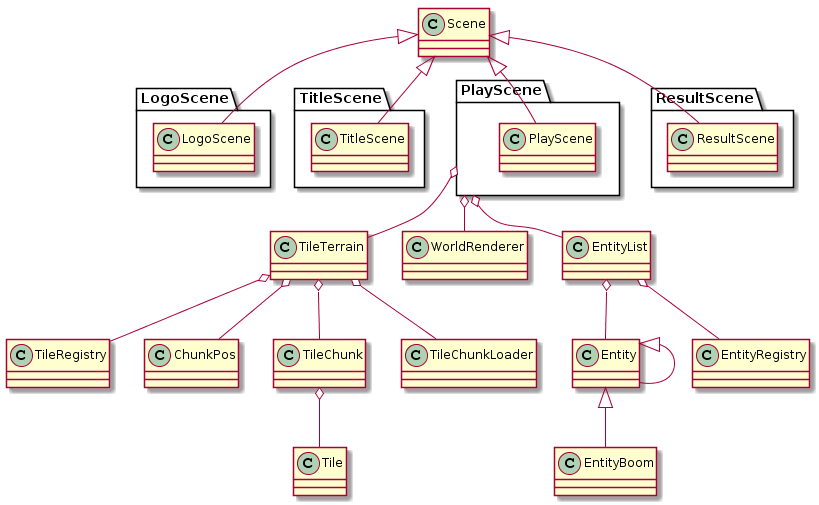 C Scene
LogoScene
TitleScene
PlayScene
ResultScene
C LogoScene
C TitleScene
C PlayScene
C ResultScene
C TileTerrain
C WorldRenderer
C EntityList
C TileRegistry
C ChunkPos
C TileChunk
C TileChunkLoader
C Entity
C EntityRegistry
C Tile
C EntityBoom